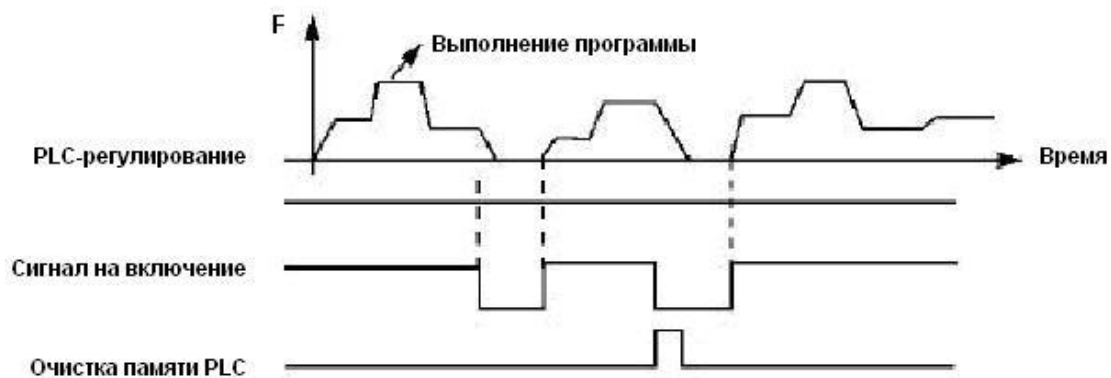 F
Выполнение программы
PLC-регулирование
Время
Сигнал на включение
Очистка памяти PLC